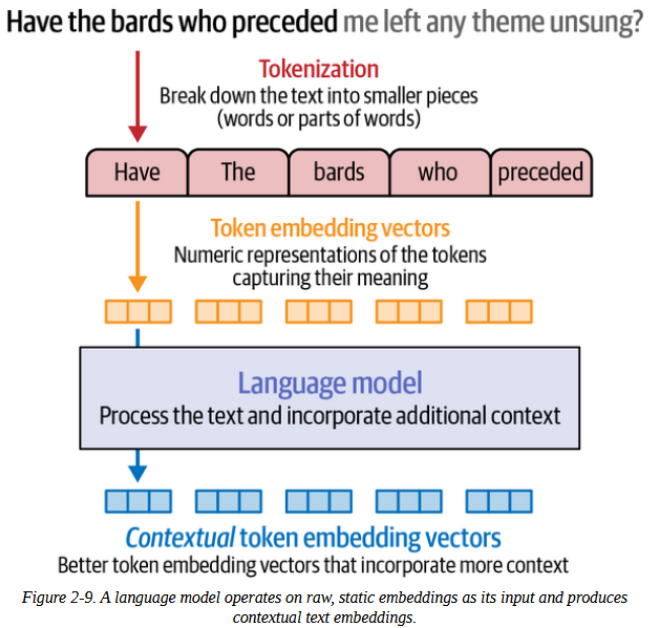 Have the bards who preceded me left any theme unsung?
Tokenization
Break down the text into smaller pieces
(words or parts of words)
Have The bards who preceded
Token embedding vectors
Numeric representations of the tokens
capturing their meaning
Language model
Process the text and incorporate additional context
Contextual token embedding vectors
Better token embedding vectors that incorporate more context
Figure 2-9. A language model operates on raw, static embeddings as its input and produces
contextual text embeddings.